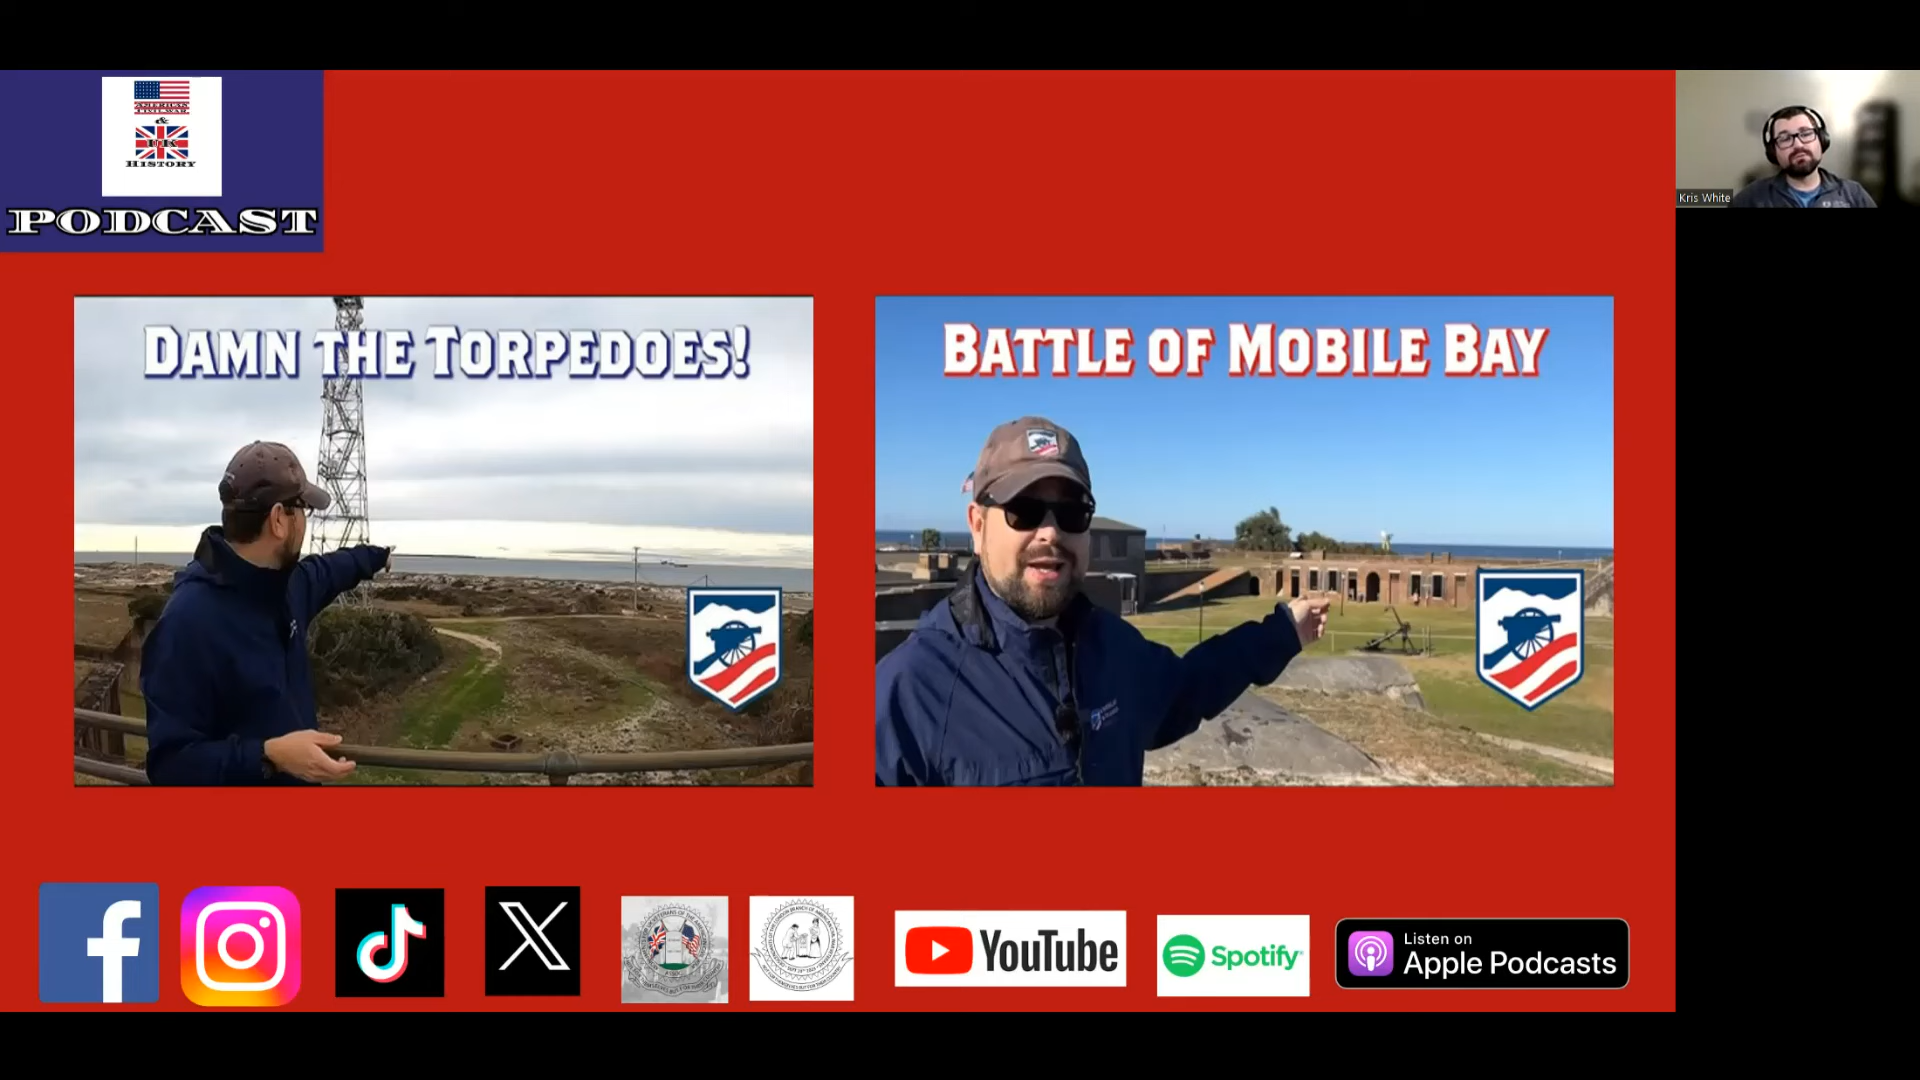 AMERICAN
CIVIL WAR
&
UK
HISTORY
PODCAST
Kris White
DAMN THE TORPEDOES!
BATTLE OF MOBILE BAY
YouTube
Spotify
Listen on
Apple Podcasts